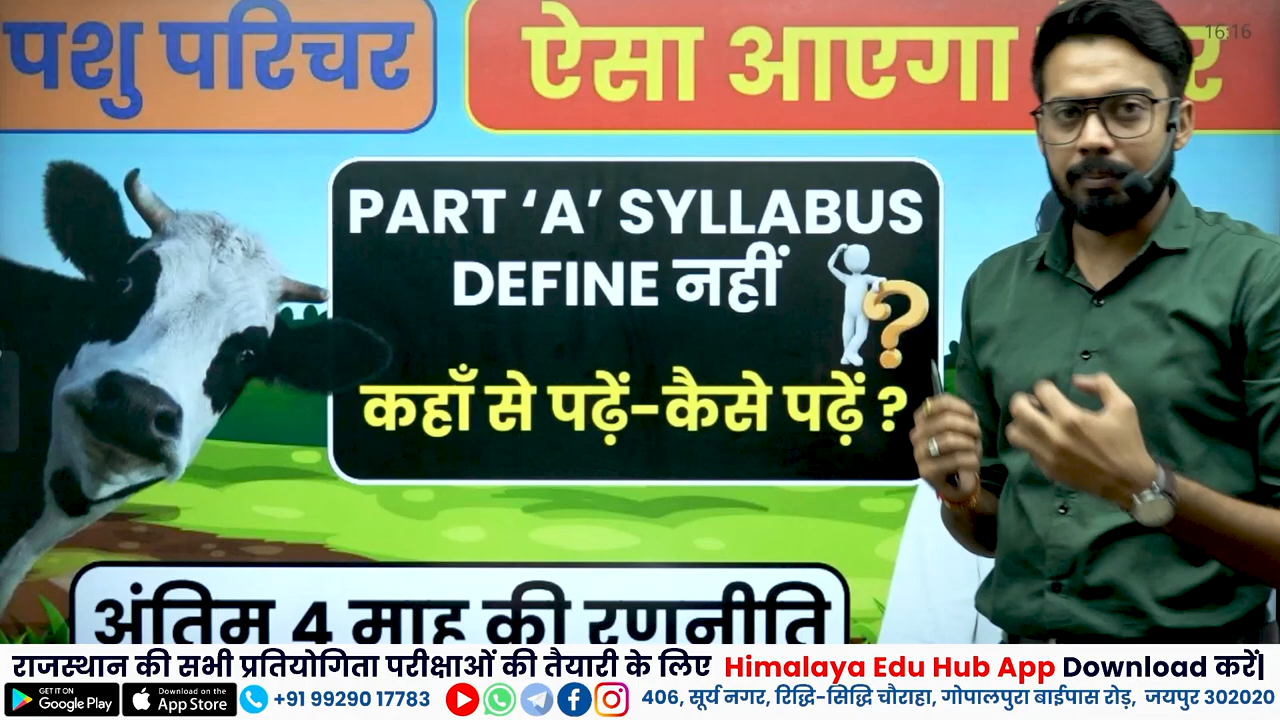 पशु परिचर
ऐसा आएगा
16:16
PART ‘A’ SYLLABUS
DEFINE नहीं
?
कहाँ से पढ़ें-कैसे पढ़ें ?
अंतिम 4 माह की रणनीति
राजस्थान की सभी प्रतियोगिता परीक्षाओं की तैयारी के लिए Himalaya Edu Hub App Download करें|
GET IT ON
Google Play
Download on the
App Store
+91 99290 17783
406, सूर्य नगर, रिद्धि-सिद्धि चौराहा, गोपालपुरा बाईपास रोड़, जयपुर 302020